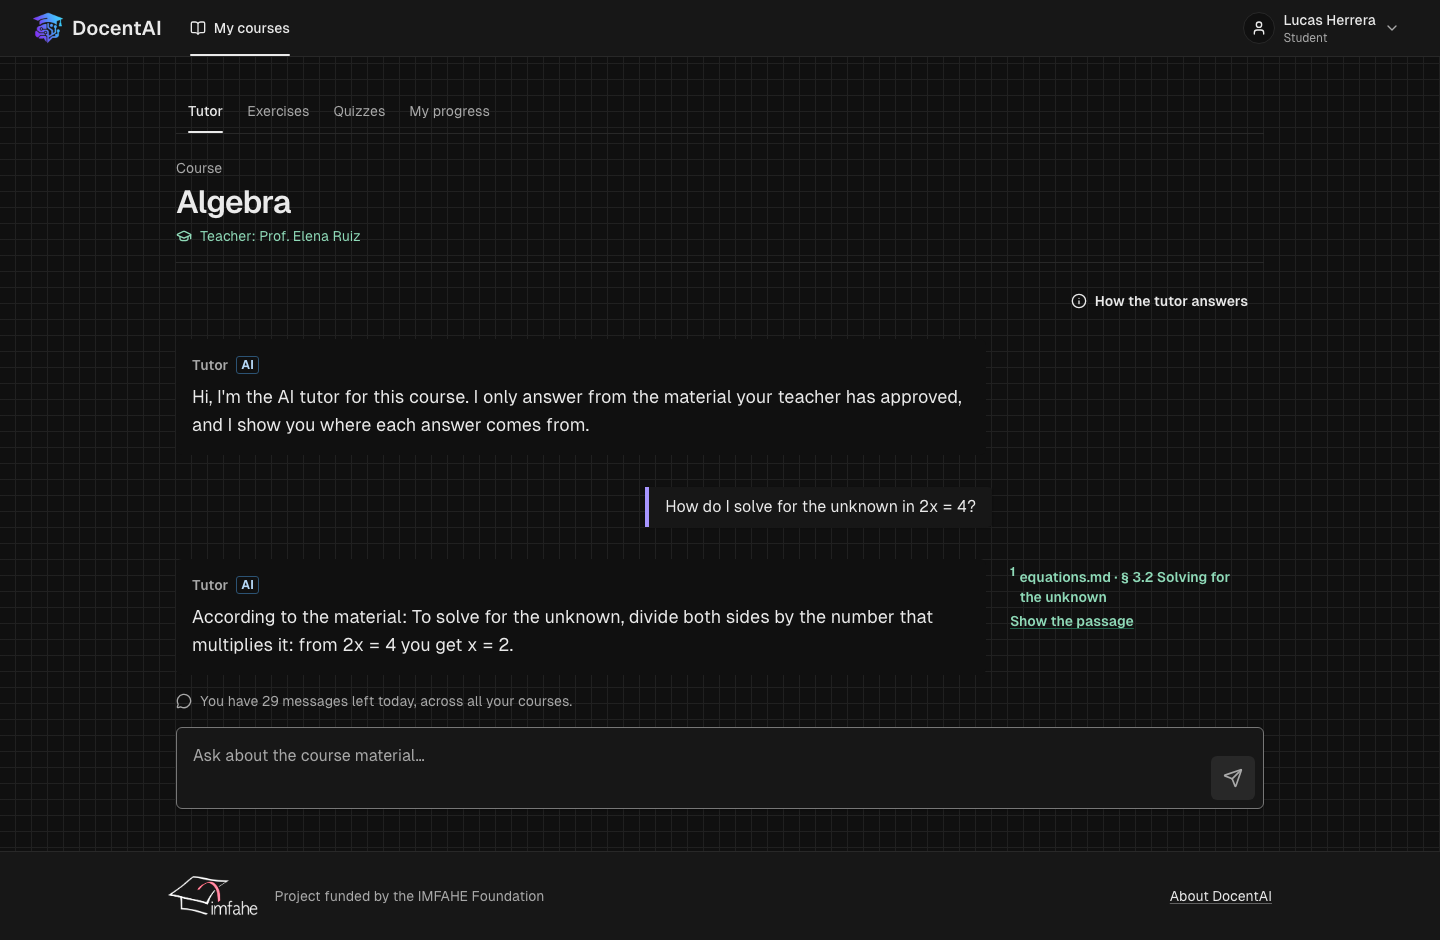 DocentAI
My courses
Lucas Herrera
Student
Tutor
Exercises
Quizzes
My progress
Course
Algebra
Teacher: Prof. Elena Ruiz
How the tutor answers
Tutor AI
Hi, I'm the AI tutor for this course. I only answer from the material your teacher has approved,
and I show you where each answer comes from.
How do I solve for the unknown in 2x = 4?
Tutor AI
According to the material: To solve for the unknown, divide both sides by the number that
multiplies it: from 2x = 4 you get x = 2.
1 equations.md · § 3.2 Solving for
the unknown
Show the passage
You have 29 messages left today, across all your courses.
Ask about the course material...
imfahe
Project funded by the IMFAHE Foundation
About DocentAI